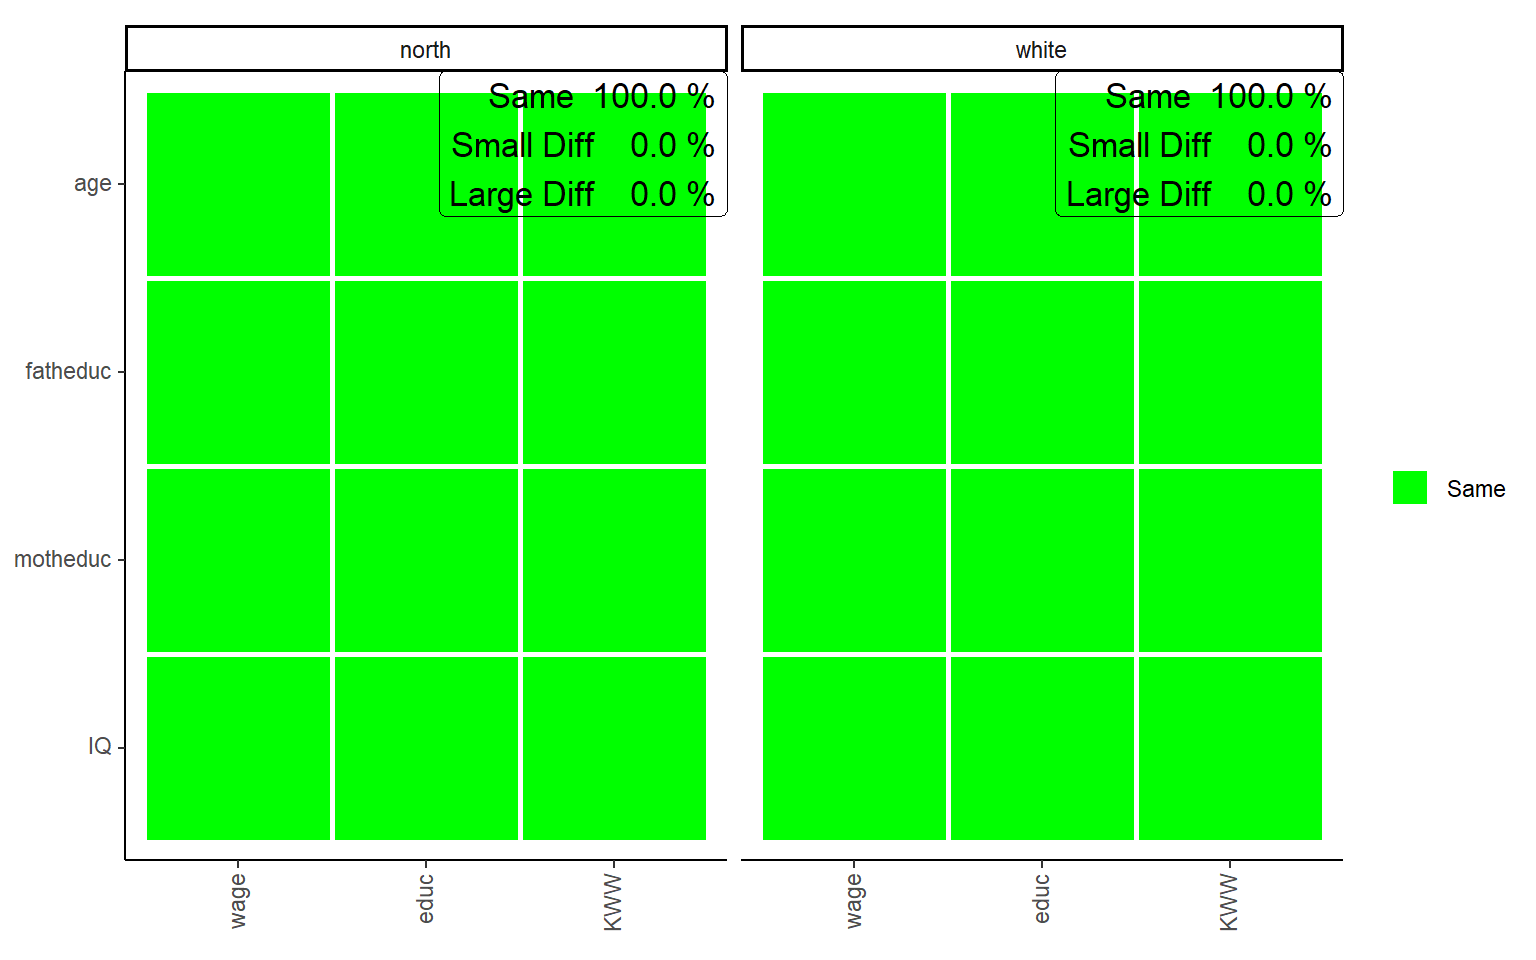 north
white
Same 100.0 %
Small Diff 0.0 %
Large Diff 0.0 %
Same 100.0 %
Small Diff 0.0 %
Large Diff 0.0 %
age
fatheduc
motheduc
IQ
Same
wage
educ
KWW
wage
educ
KWW